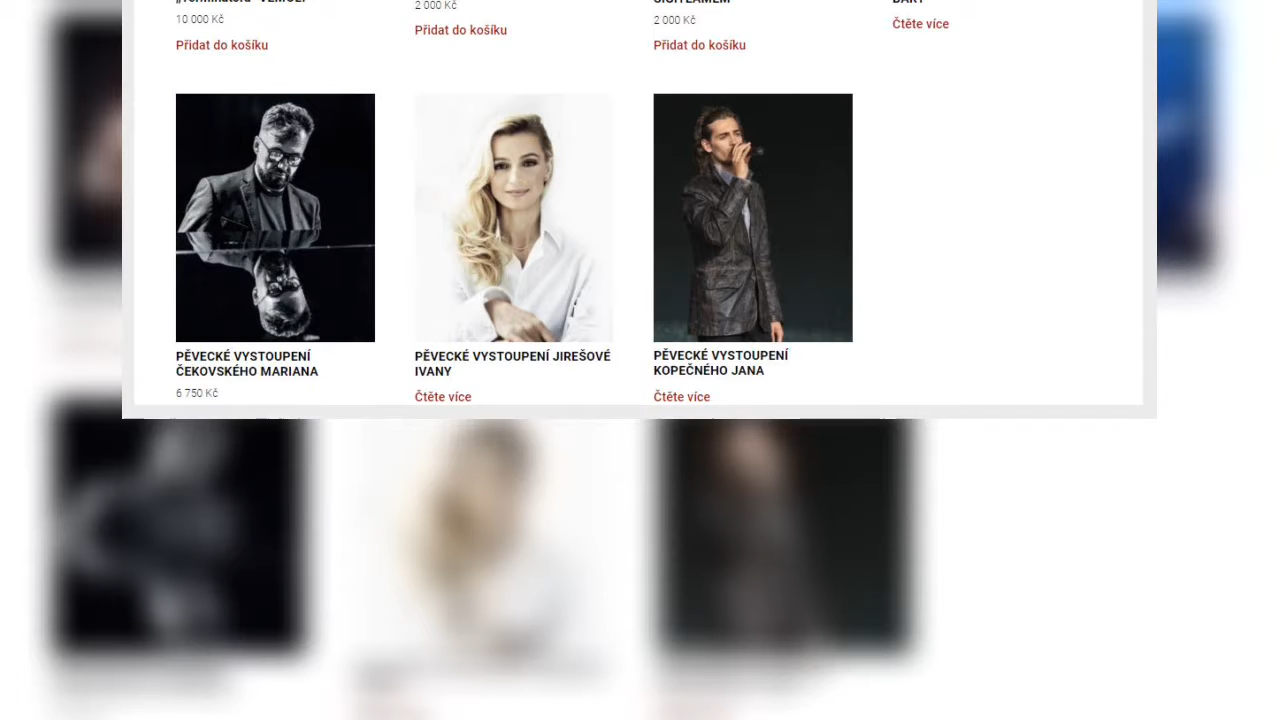 10 000 Kč
Přidat do košíku
2 000 Kč
Přidat do košíku
2 000 Kč
Přidat do košíku
Čtěte více
PĚVECKÉ VYSTOUPENÍ
ČEKOVSKÉHO MARIANA
6 750 Kč
PĚVECKÉ VYSTOUPENÍ JIREŠOVÉ
IVANY
Čtěte více
PĚVECKÉ VYSTOUPENÍ
KOPEČNÉHO JANA
Čtěte více